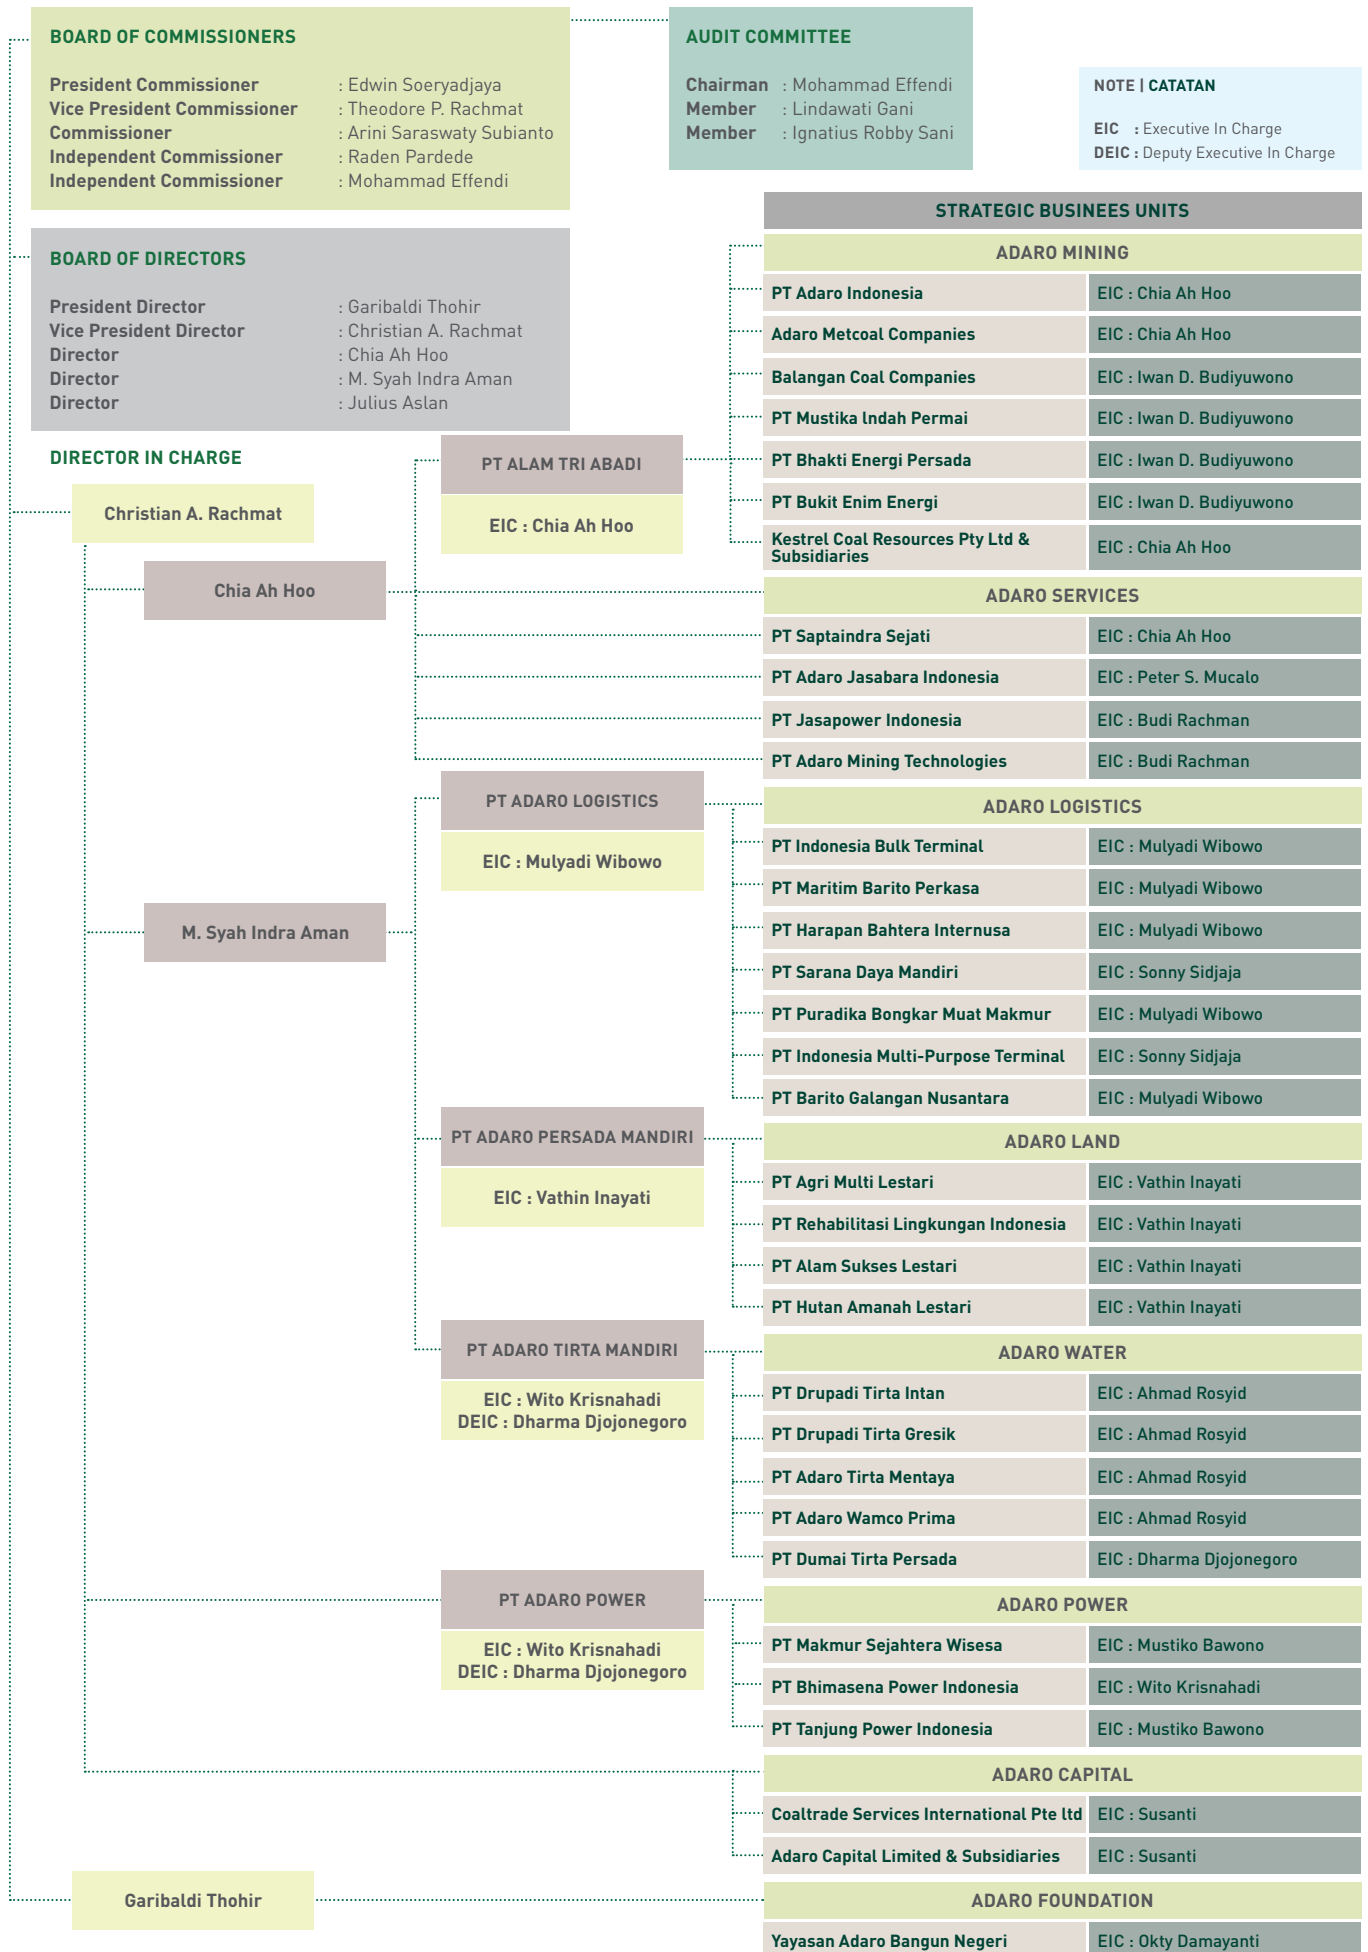 BOARD OF COMMISSIONERS
President Commissioner : Edwin Soeryadjaya
Vice President Commissioner : Theodore P. Rachmat
Commissioner : Arini Saraswaty Subianto
Independent Commissioner : Raden Pardede
Independent Commissioner : Mohammad Effendi
AUDIT COMMITTEE
Chairman : Mohammad Effendi
Member : Lindawati Gani
Member : Ignatius Robby Sani
NOTE | CATATAN
EIC : Executive In Charge
DEIC : Deputy Executive In Charge
BOARD OF DIRECTORS
President Director : Garibaldi Thohir
Vice President Director : Christian A. Rachmat
Director : Chia Ah Hoo
Director : M. Syah Indra Aman
Director : Julius Aslan
DIRECTOR IN CHARGE
Christian A. Rachmat
Chia Ah Hoo
M. Syah Indra Aman
Garibaldi Thohir
PT ALAM TRI ABADI
EIC : Chia Ah Hoo
PT ADARO LOGISTICS
EIC : Mulyadi Wibowo
PT ADARO PERSADA MANDIRI
EIC : Vathin Inayati
PT ADARO TIRTA MANDIRI
EIC : Wito Krisnahadi
DEIC : Dharma Djojonegoro
PT ADARO POWER
EIC : Wito Krisnahadi
DEIC : Dharma Djojonegoro
STRATEGIC BUSINEES UNITS
ADARO MINING
PT Adaro Indonesia EIC : Chia Ah Hoo
Adaro Metcoal Companies EIC : Chia Ah Hoo
Balangan Coal Companies EIC : Iwan D. Budiyuwono
PT Mustika lndah Permai EIC : Iwan D. Budiyuwono
PT Bhakti Energi Persada EIC : Iwan D. Budiyuwono
PT Bukit Enim Energi EIC : Iwan D. Budiyuwono
Kestrel Coal Resources Pty Ltd &
Subsidiaries EIC : Chia Ah Hoo
ADARO SERVICES
PT Saptaindra Sejati EIC : Chia Ah Hoo
PT Adaro Jasabara Indonesia EIC : Peter S. Mucalo
PT Jasapower Indonesia EIC : Budi Rachman
PT Adaro Mining Technologies EIC : Budi Rachman
ADARO LOGISTICS
PT Indonesia Bulk Terminal EIC : Mulyadi Wibowo
PT Maritim Barito Perkasa EIC : Mulyadi Wibowo
PT Harapan Bahtera Internusa EIC : Mulyadi Wibowo
PT Sarana Daya Mandiri EIC : Sonny Sidjaja
PT Puradika Bongkar Muat Makmur EIC : Mulyadi Wibowo
PT Indonesia Multi-Purpose Terminal EIC : Sonny Sidjaja
PT Barito Galangan Nusantara EIC : Mulyadi Wibowo
ADARO LAND
PT Agri Multi Lestari EIC : Vathin Inayati
PT Rehabilitasi Lingkungan Indonesia EIC : Vathin Inayati
PT Alam Sukses Lestari EIC : Vathin Inayati
PT Hutan Amanah Lestari EIC : Vathin Inayati
ADARO WATER
PT Drupadi Tirta Intan EIC : Ahmad Rosyid
PT Drupadi Tirta Gresik EIC : Ahmad Rosyid
PT Adaro Tirta Mentaya EIC : Ahmad Rosyid
PT Adaro Wamco Prima EIC : Ahmad Rosyid
PT Dumai Tirta Persada EIC : Dharma Djojonegoro
ADARO POWER
PT Makmur Sejahtera Wisesa EIC : Mustiko Bawono
PT Bhimasena Power Indonesia EIC : Wito Krisnahadi
PT Tanjung Power Indonesia EIC : Mustiko Bawono
ADARO CAPITAL
Coaltrade Services International Pte ltd EIC : Susanti
Adaro Capital Limited & Subsidiaries EIC : Susanti
ADARO FOUNDATION
Yayasan Adaro Bangun Negeri EIC : Okty Damayanti